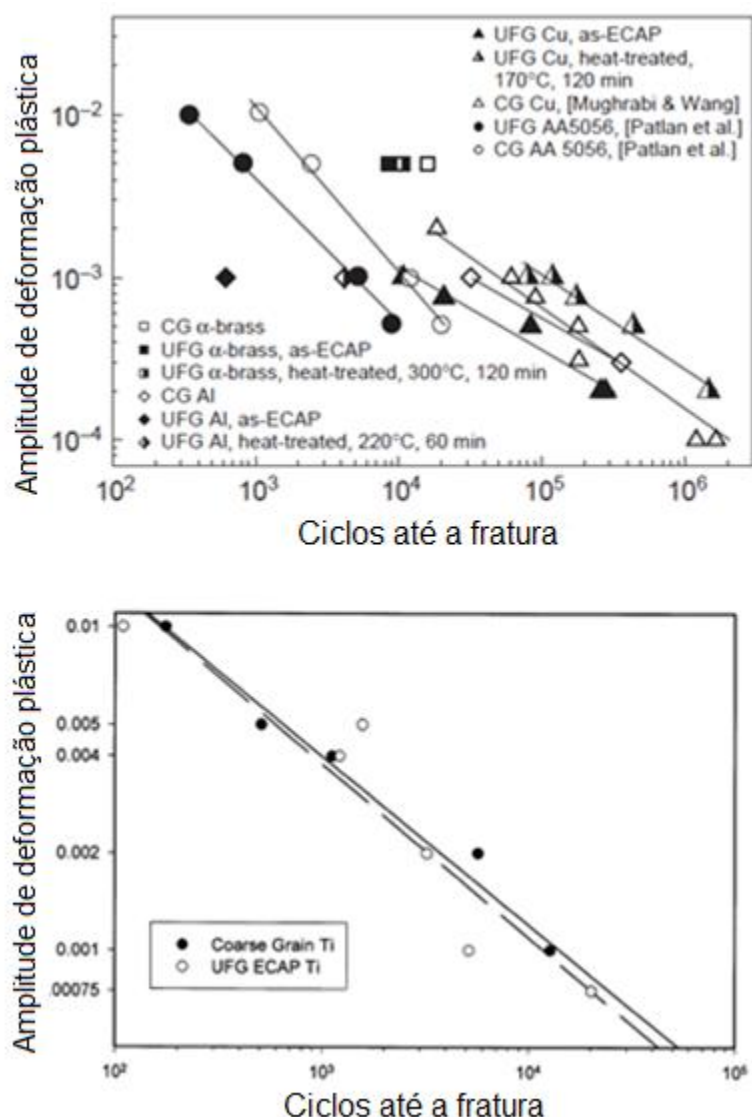 Amplitude de deformação plástica
10⁻²
10⁻³
10⁻⁴
▲ UFG Cu, as-ECAP
UFG Cu, heat-treated,
170°C, 120 min
△ CG Cu, [Mughrabi & Wang]
● UFG AA5056, [Patlan et al.]
○ CG AA 5056, [Patlan et al.]
□ CG α-brass
■ UFG α-brass, as-ECAP
UFG α-brass, heat-treated, 300°C, 120 min
◇ CG Al
◆ UFG Al, as-ECAP
UFG Al, heat-treated, 220°C, 60 min
10² 10³ 10⁴ 10⁵ 10⁶
Ciclos até a fratura
Amplitude de deformação plástica
0.01
0.005
0.004
0.002
0.001
.00075
● Coarse Grain Ti
○ UFG ECAP Ti
10² 10³ 10⁴ 10⁵
Ciclos até a fratura